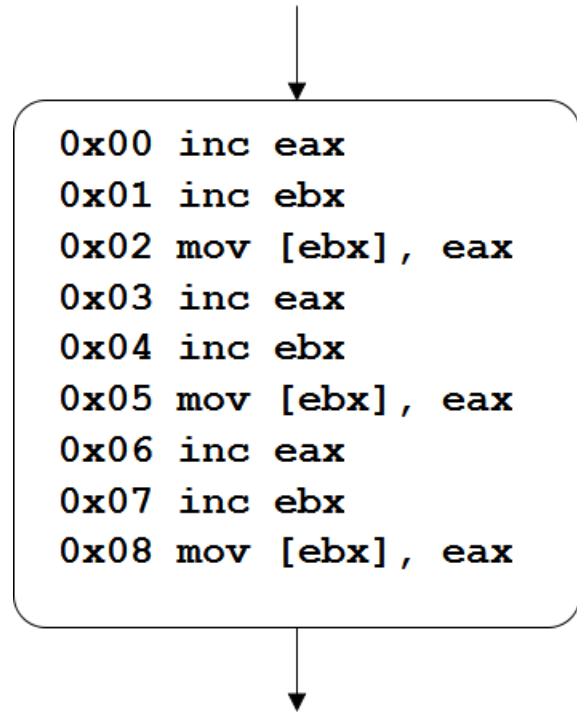 0x00 inc eax
0x01 inc ebx
0x02 mov [ebx], eax
0x03 inc eax
0x04 inc ebx
0x05 mov [ebx], eax
0x06 inc eax
0x07 inc ebx
0x08 mov [ebx], eax